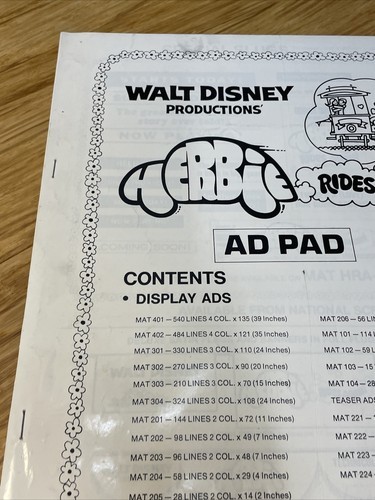 WALT DISNEY
PRODUCTIONS'
HERBIE RIDES
AD PAD
CONTENTS
• DISPLAY ADS
MAT 401 — 540 LINES 4 COL. x 135 (39 Inches)
MAT 402 — 484 LINES 4 COL. x 121 (35 Inches)
MAT 301 — 330 LINES 3 COL. x 110 (24 Inches)
MAT 302 — 270 LINES 3 COL. x 90 (20 Inches)
MAT 303 — 210 LINES 3 COL. x 70 (15 Inches)
MAT 304 — 324 LINES 3 COL. x 108 (24 Inches)
MAT 201 — 144 LINES 2 COL. x 72 (11 Inches)
MAT 202 — 98 LINES 2 COL. x 49 (7 Inches)
MAT 203 — 96 LINES 2 COL. x 48 (7 Inches)
MAT 204 — 58 LINES 2 COL. x 29 (4 Inches)
MAT 205 — 28 LINES 2 COL. x 14 (2 Inches)
MAT 206 — 56 LIN
MAT 101 — 114 L
MAT 102 — 59 L
MAT 103 — 15
MAT 104 — 28
TEASER ADS
MAT 221 —
MAT 222 —
MAT 223 —
MAT 224